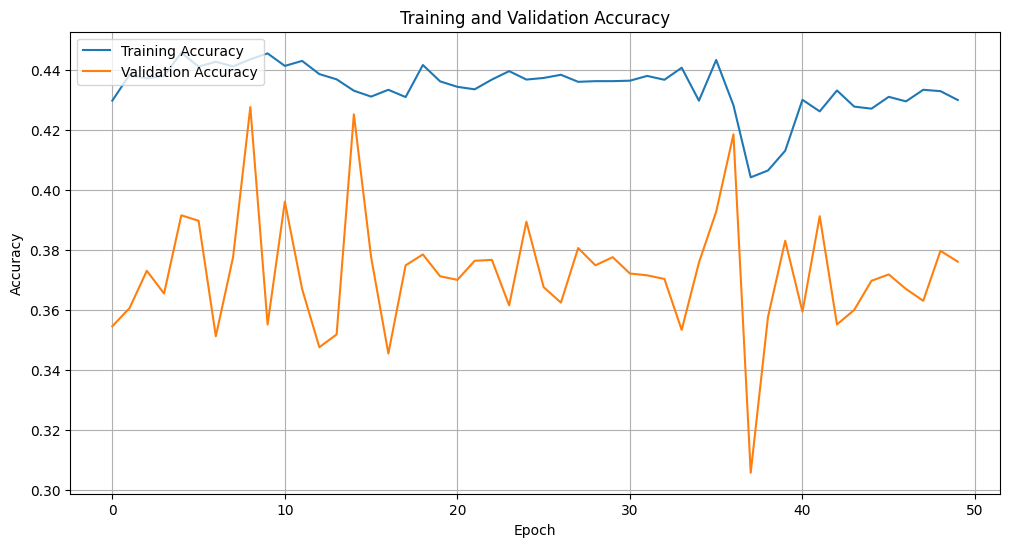 Training and Validation Accuracy
Training Accuracy
Validation Accuracy
0.44
0.42
0.40
0.38
0.36
0.34
0.32
0.30
Accuracy
0 10 20 30 40 50
Epoch